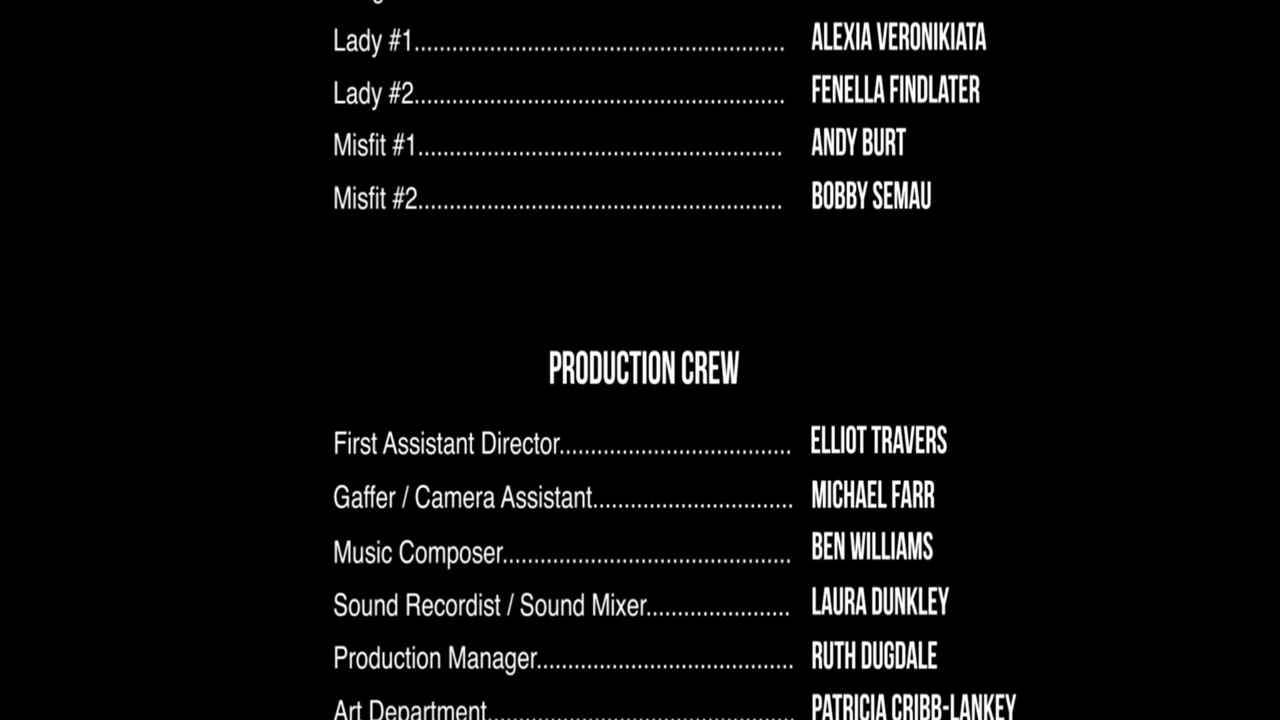 Lady #1........................................................... ALEXIA VERONIKIATA
Lady #2........................................................... FENELLA FINDLATER
Misfit #1.......................................................... ANDY BURT
Misfit #2.......................................................... BOBBY SEMAU
PRODUCTION CREW
First Assistant Director..................................... ELLIOT TRAVERS
Gaffer / Camera Assistant................................ MICHAEL FARR
Music Composer.............................................. BEN WILLIAMS
Sound Recordist / Sound Mixer....................... LAURA DUNKLEY
Production Manager......................................... RUTH DUGDALE
Art Department................................................. PATRICIA CRIBB-LANKEY